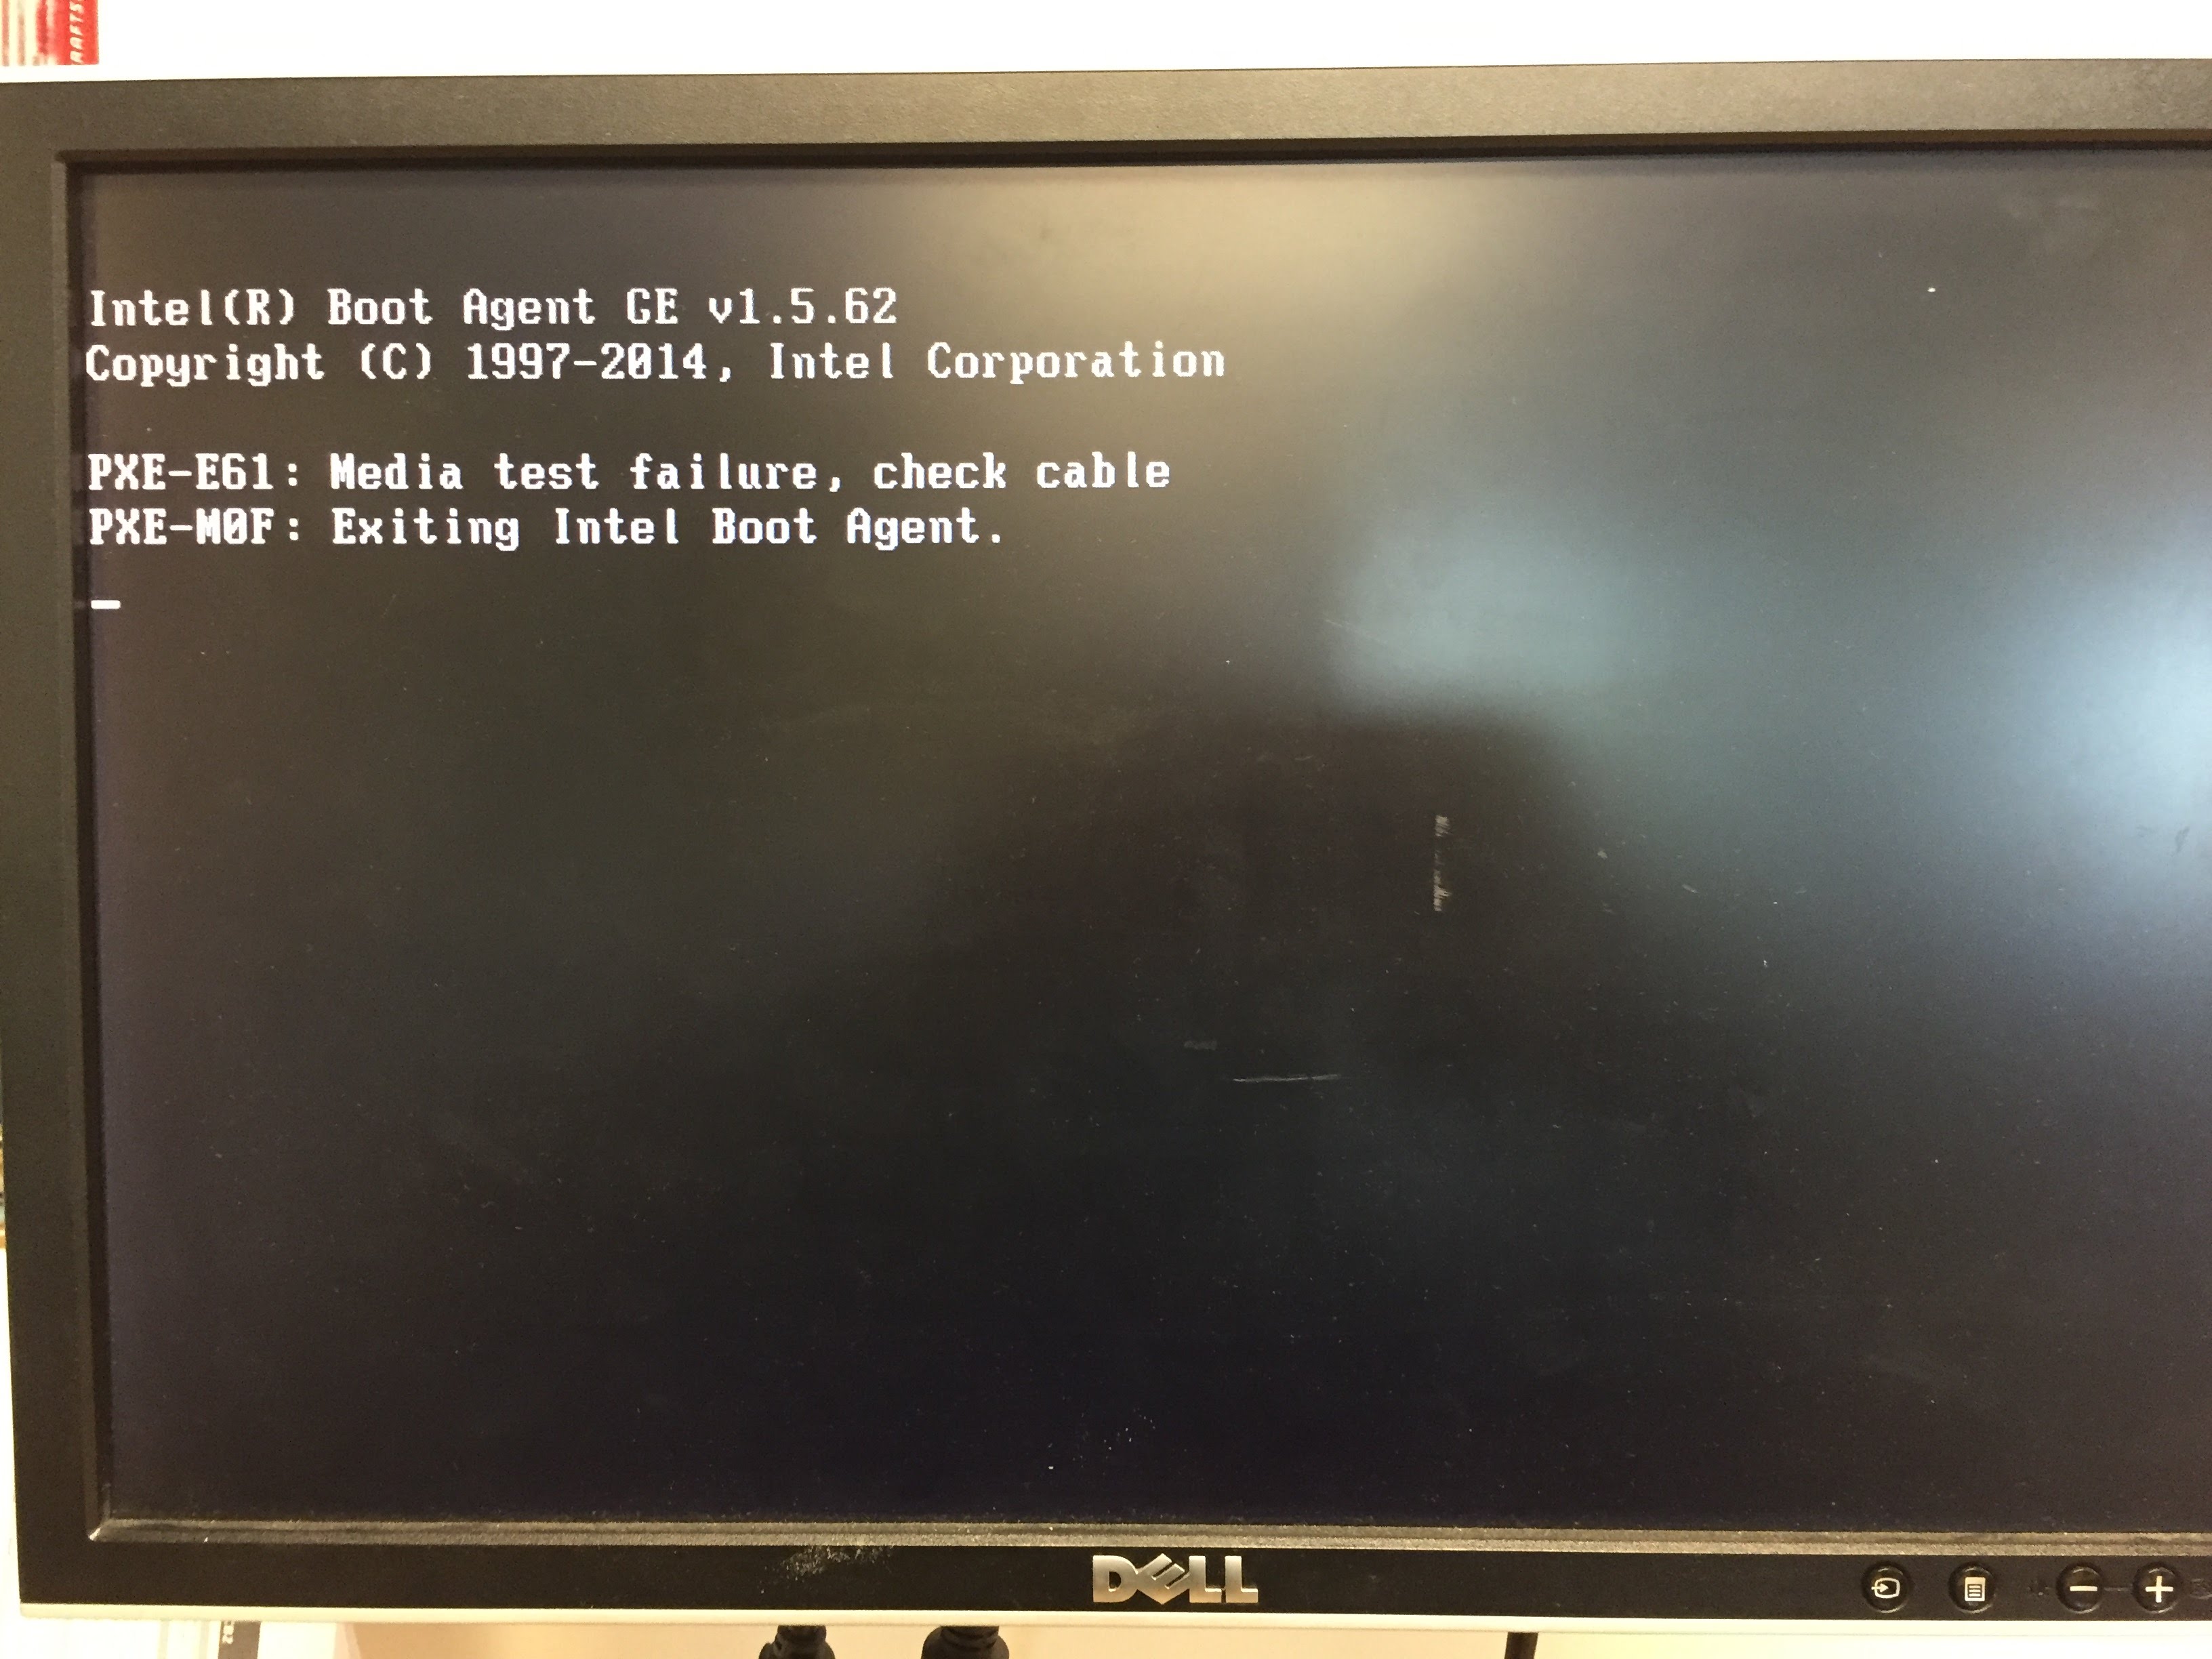 Intel(R) Boot Agent GE v1.5.62
Copyright (C) 1997-2014, Intel Corporation
PXE-E61: Media test failure, check cable
PXE-M0F: Exiting Intel Boot Agent.
DELL